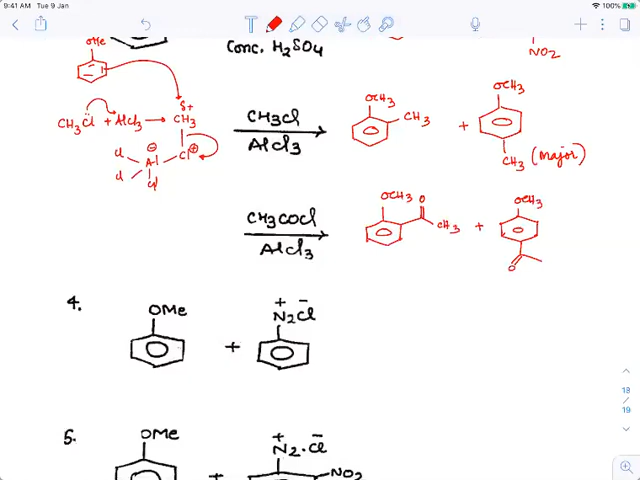 9:41 AM Tue 9 Jan
100%
OMe
Conc. H2SO4
NO2
CH3Cl + AlCl3
δ+
CH3
Cl ⊕
⊖
Al
Cl
Cl
Cl
CH3Cl
AlCl3
OCH3
CH3
+
OCH3
CH3 (major)
CH3COCl
AlCl3
OCH3
O
CH3
+
OCH3
O
4.
OMe
+
+ −
N2Cl
18
/
19
5.
OMe
+
+ −
N2.Cl
NO2